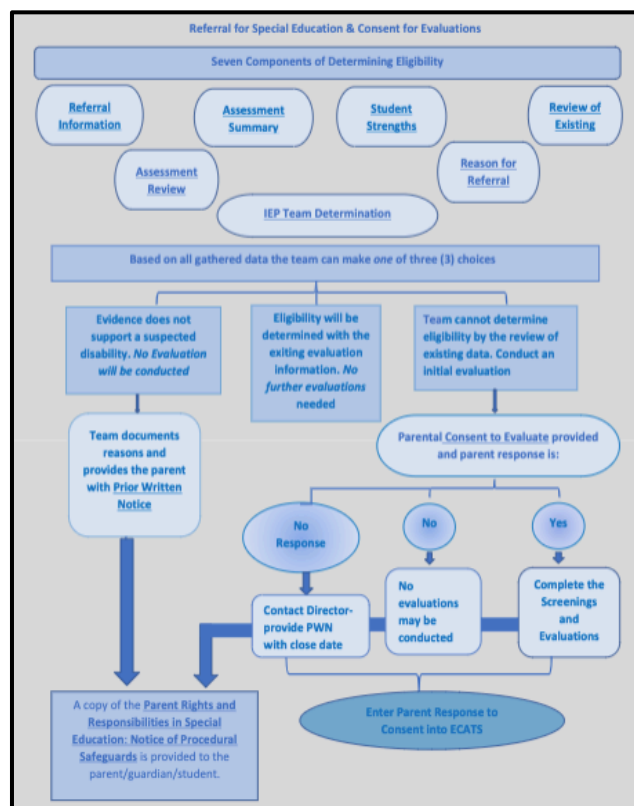 Referral for Special Education & Consent for Evaluations
Seven Components of Determining Eligibility
Referral
Information
Assessment
Summary
Student
Strengths
Review of
Existing
Assessment
Review
Reason for
Referral
IEP Team Determination
Based on all gathered data the team can make one of three (3) choices
Evidence does not
support a suspected
disability. No Evaluation
will be conducted
Eligibility will be
determined with the
exiting evaluation
information. No
further evaluations
needed
Team cannot determine
eligibility by the review of
existing data. Conduct an
initial evaluation
Team documents
reasons and
provides the parent
with Prior Written
Notice
Parental Consent to Evaluate provided
and parent response is:
No
Response
No
Yes
Contact Director-
provide PWN
with close date
No
evaluations
may be
conducted
Complete the
Screenings
and
Evaluations
A copy of the Parent Rights and
Responsibilities in Special
Education: Notice of Procedural
Safeguards is provided to the
parent/guardian/student.
Enter Parent Response to
Consent into ECATS